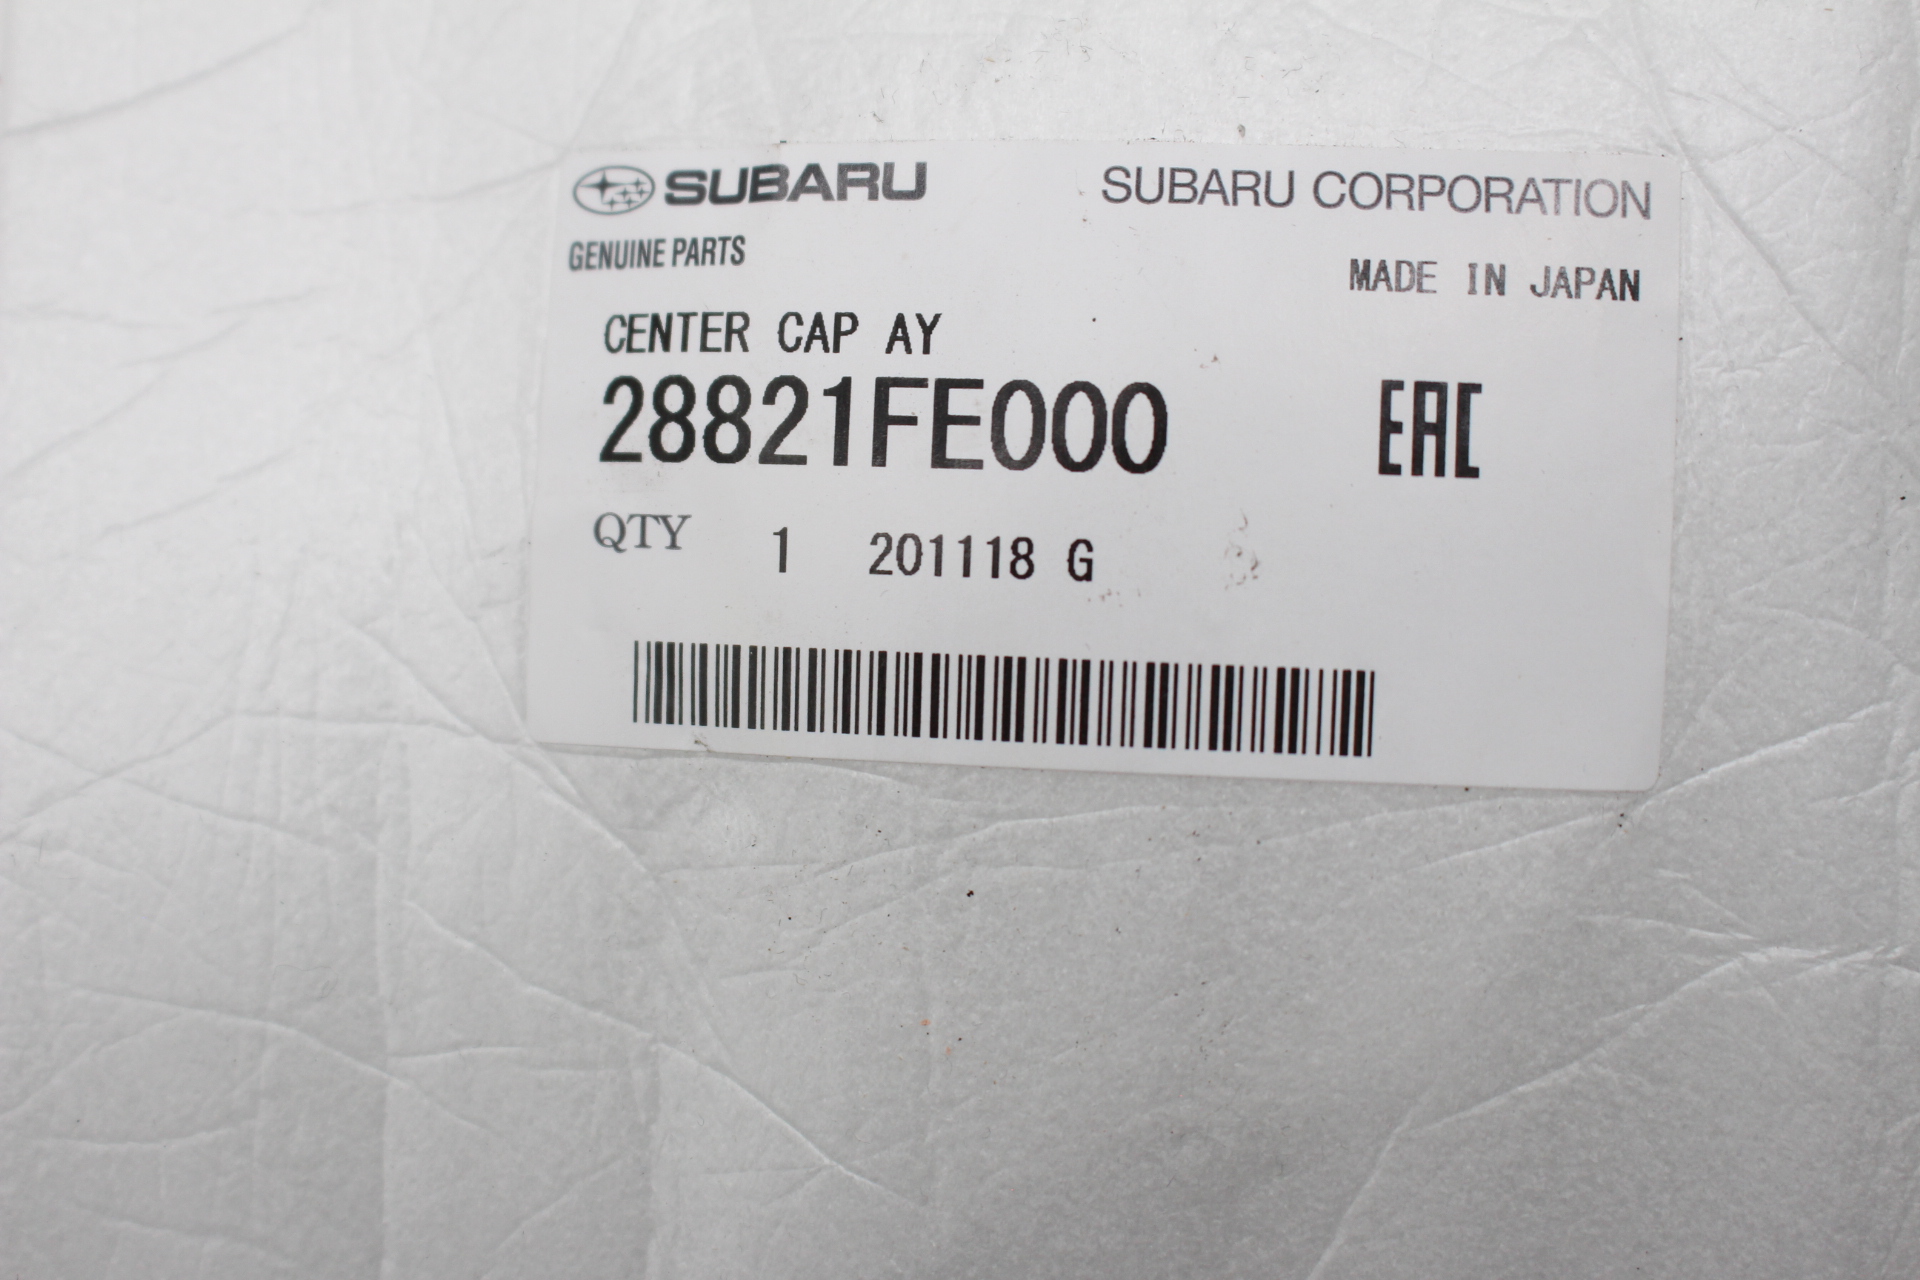 SUBARU SUBARU CORPORATION
GENUINE PARTS
MADE IN JAPAN
CENTER CAP AY
28821FE000 EAC
QTY 1 201118 G